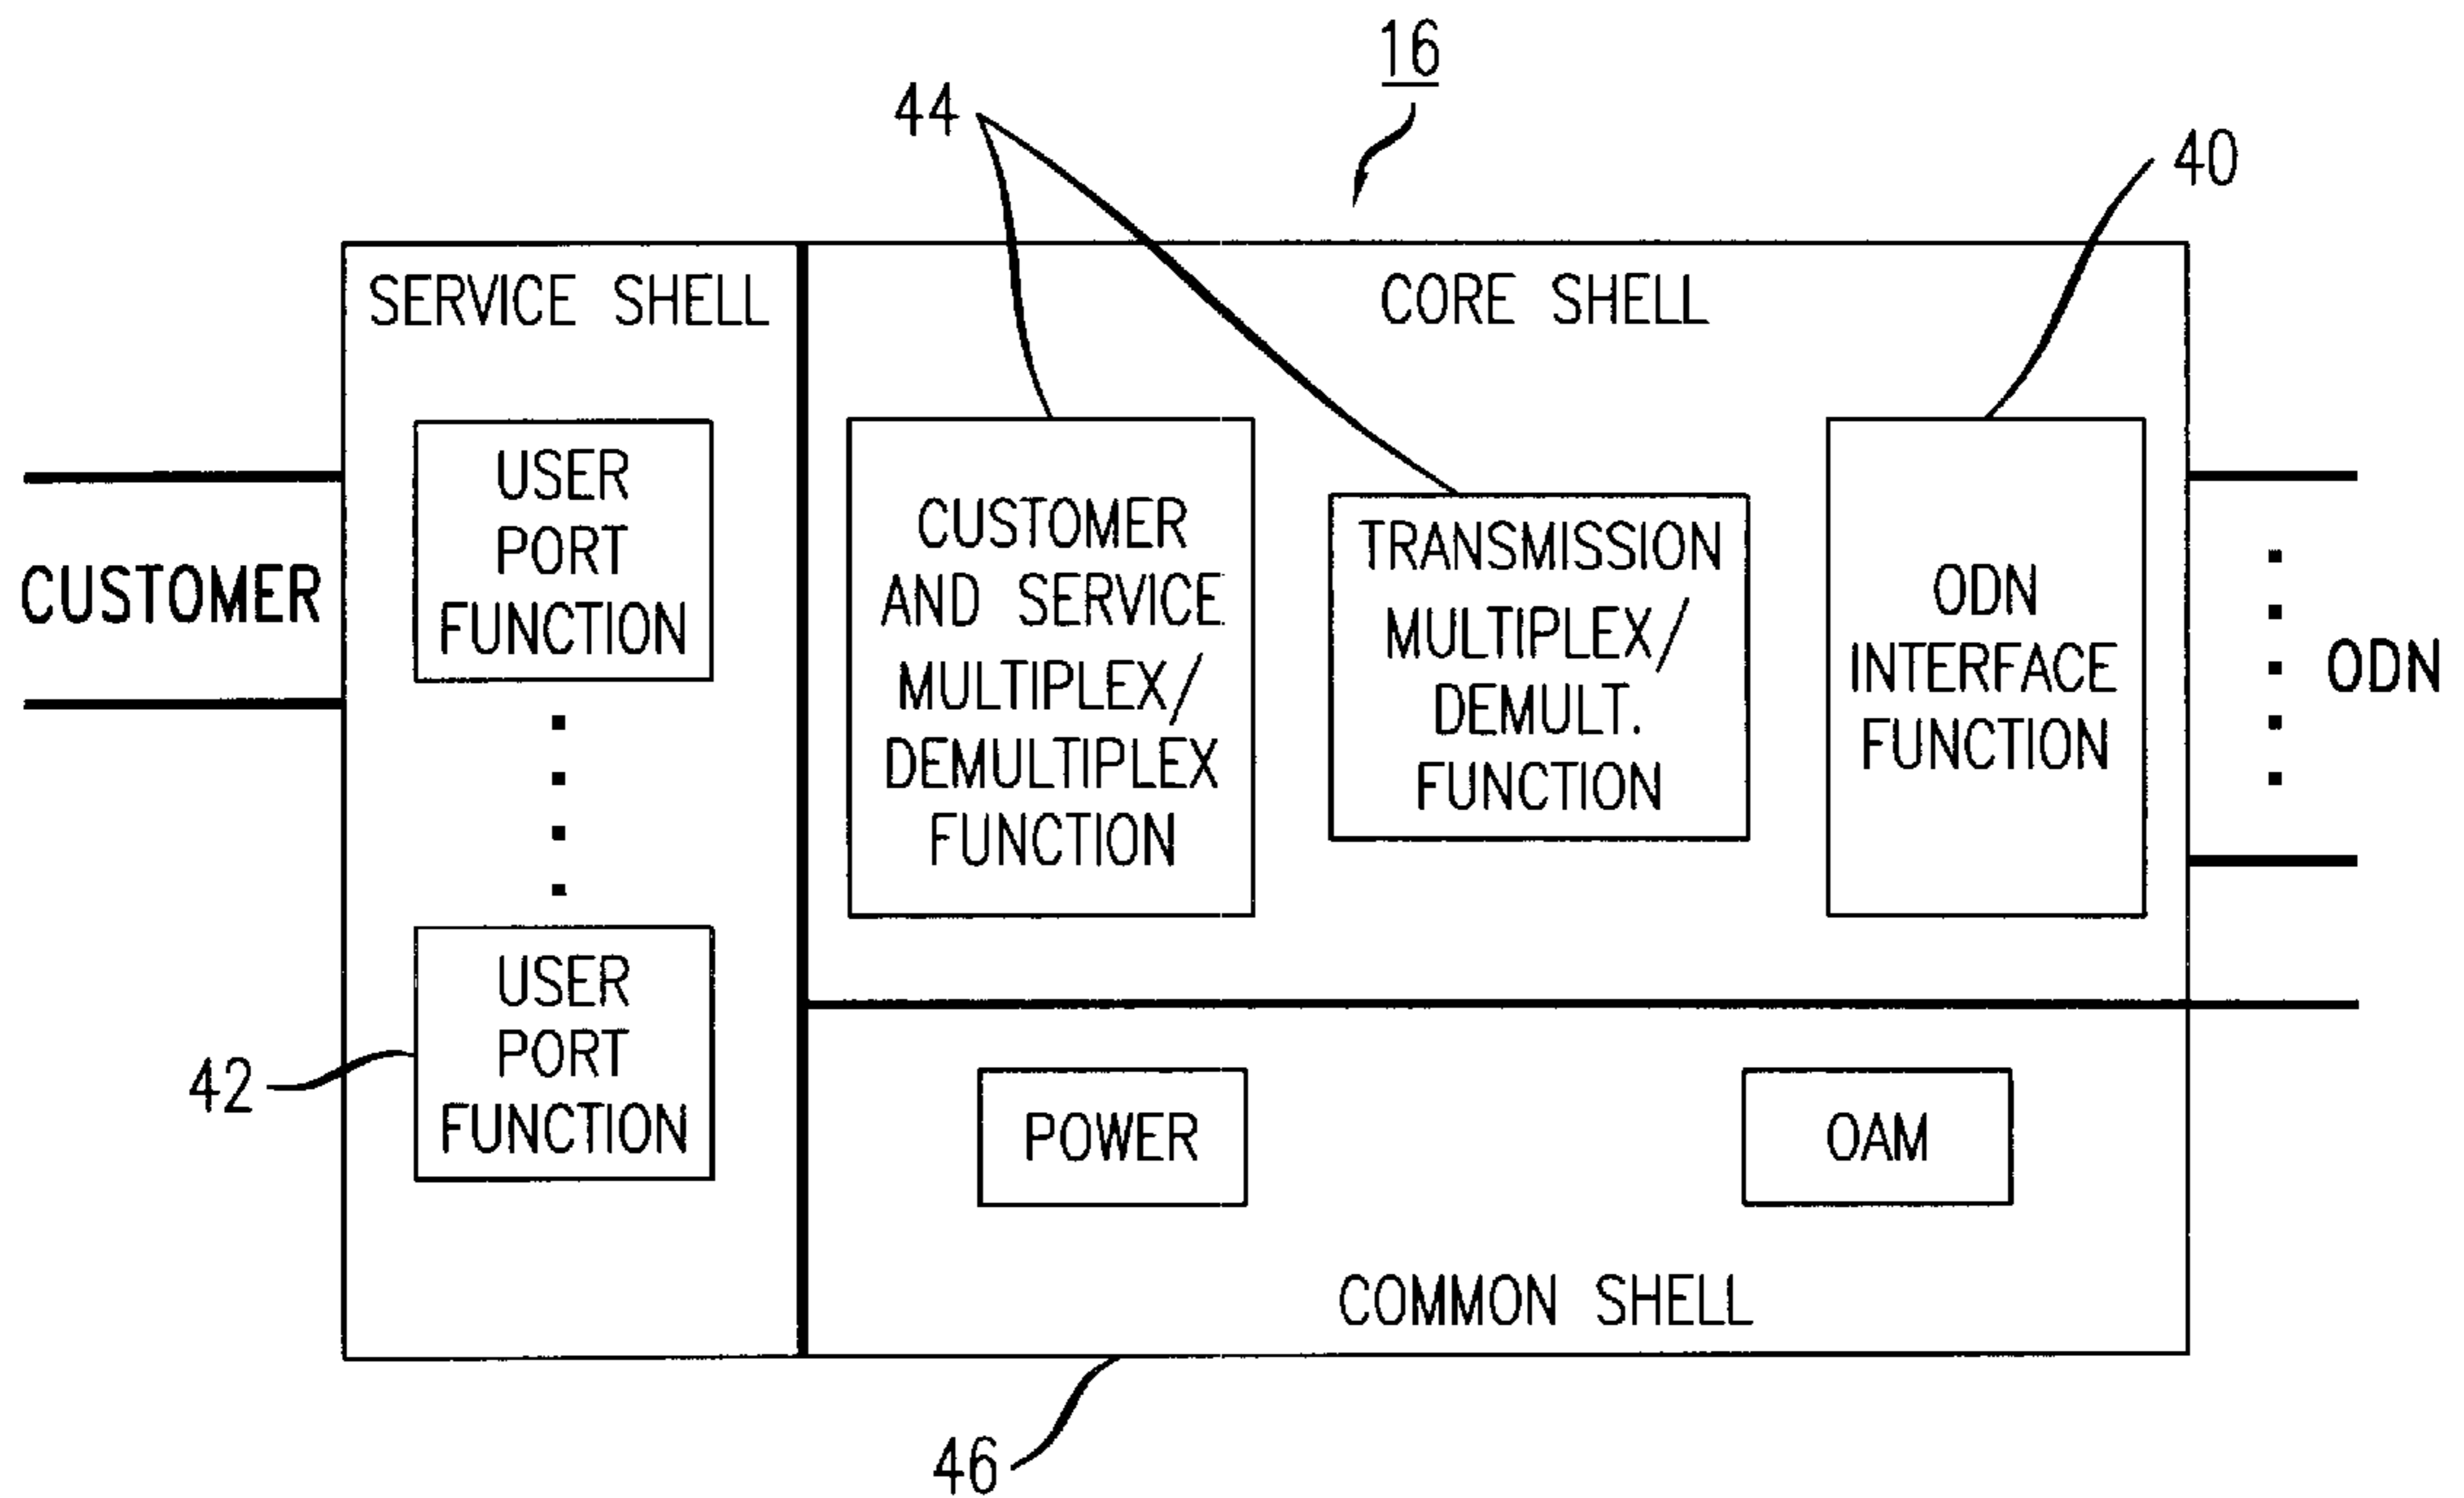 16
44
40
SERVICE SHELL
CORE SHELL
USER
PORT
FUNCTION
CUSTOMER
AND SERVICE
MULTIPLEX/
DEMULTIPLEX
FUNCTION
TRANSMISSION
MULTIPLEX/
DEMULT.
FUNCTION
ODN
INTERFACE
FUNCTION
CUSTOMER
ODN
USER
PORT
FUNCTION
42
POWER
OAM
COMMON SHELL
46